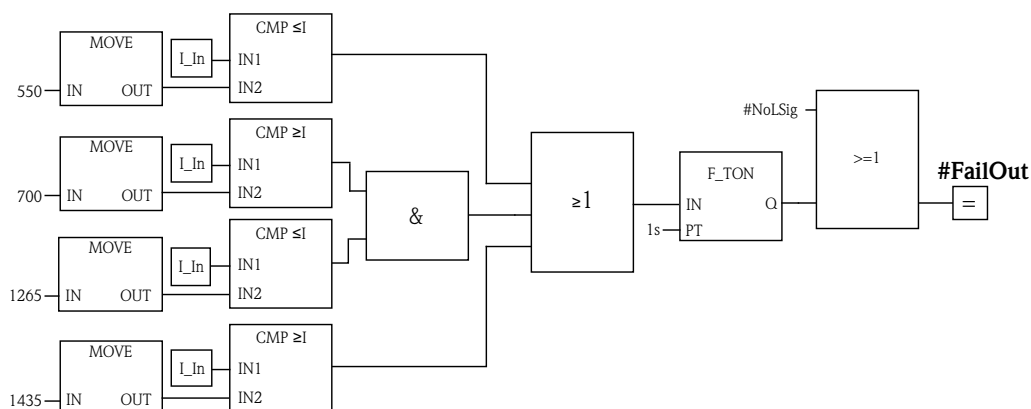 MOVE
550 IN OUT
I_In
CMP ≤I
IN1
IN2
MOVE
700 IN OUT
I_In
CMP ≥I
IN1
IN2
MOVE
1265 IN OUT
I_In
CMP ≤I
IN1
IN2
MOVE
1435 IN OUT
I_In
CMP ≥I
IN1
IN2
&
≥1
F_TON
IN Q
1s PT
#NoLSig
>=1
#FailOut
=